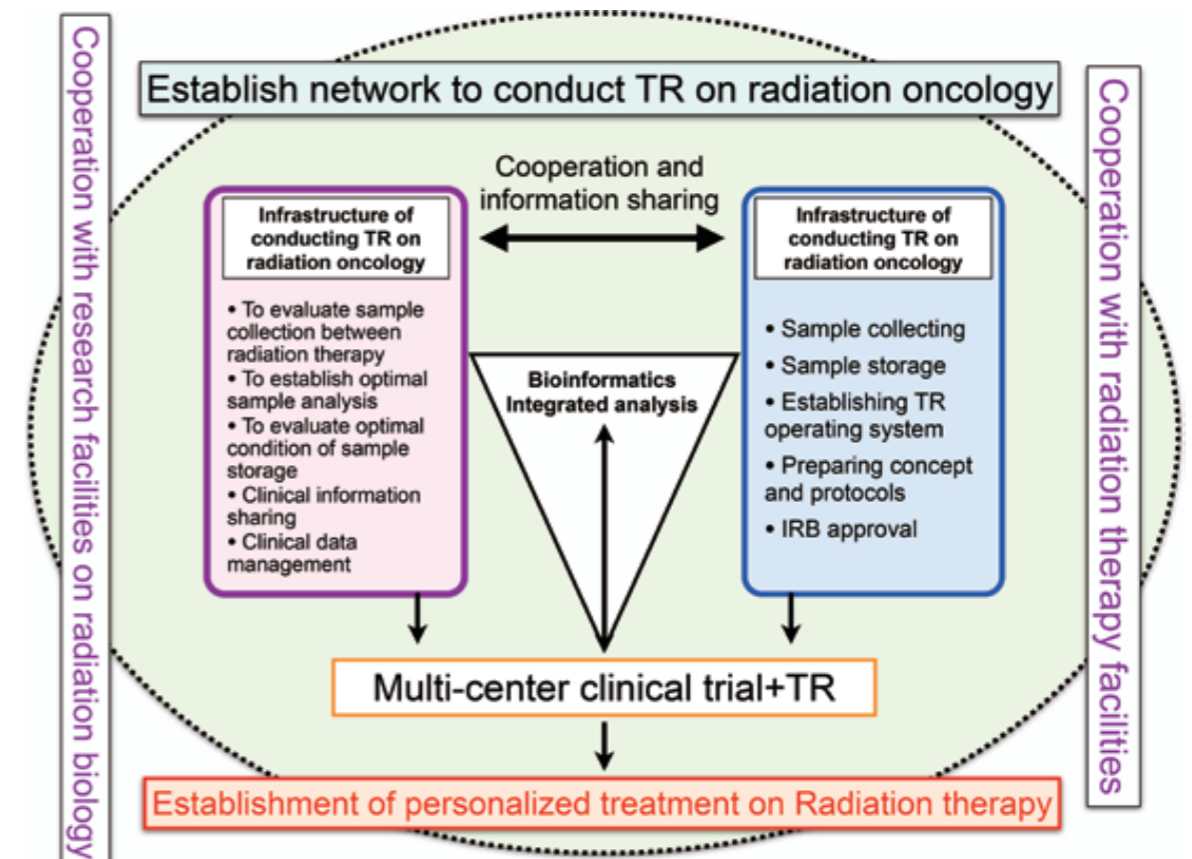 Cooperation with research facilities on radiation biology
Establish network to conduct TR on radiation oncology
Cooperation with radiation therapy facilities
Cooperation and
information sharing
Infrastructure of
conducting TR on
radiation oncology
• To evaluate sample
collection between
radiation therapy
• To establish optimal
sample analysis
• To evaluate optimal
condition of sample
storage
• Clinical information
sharing
• Clinical data
management
Bioinformatics
Integrated analysis
Infrastructure of
conducting TR on
radiation oncology
• Sample collecting
• Sample storage
• Establishing TR
operating system
• Preparing concept
and protocols
• IRB approval
Multi-center clinical trial+TR
Establishment of personalized treatment on Radiation therapy